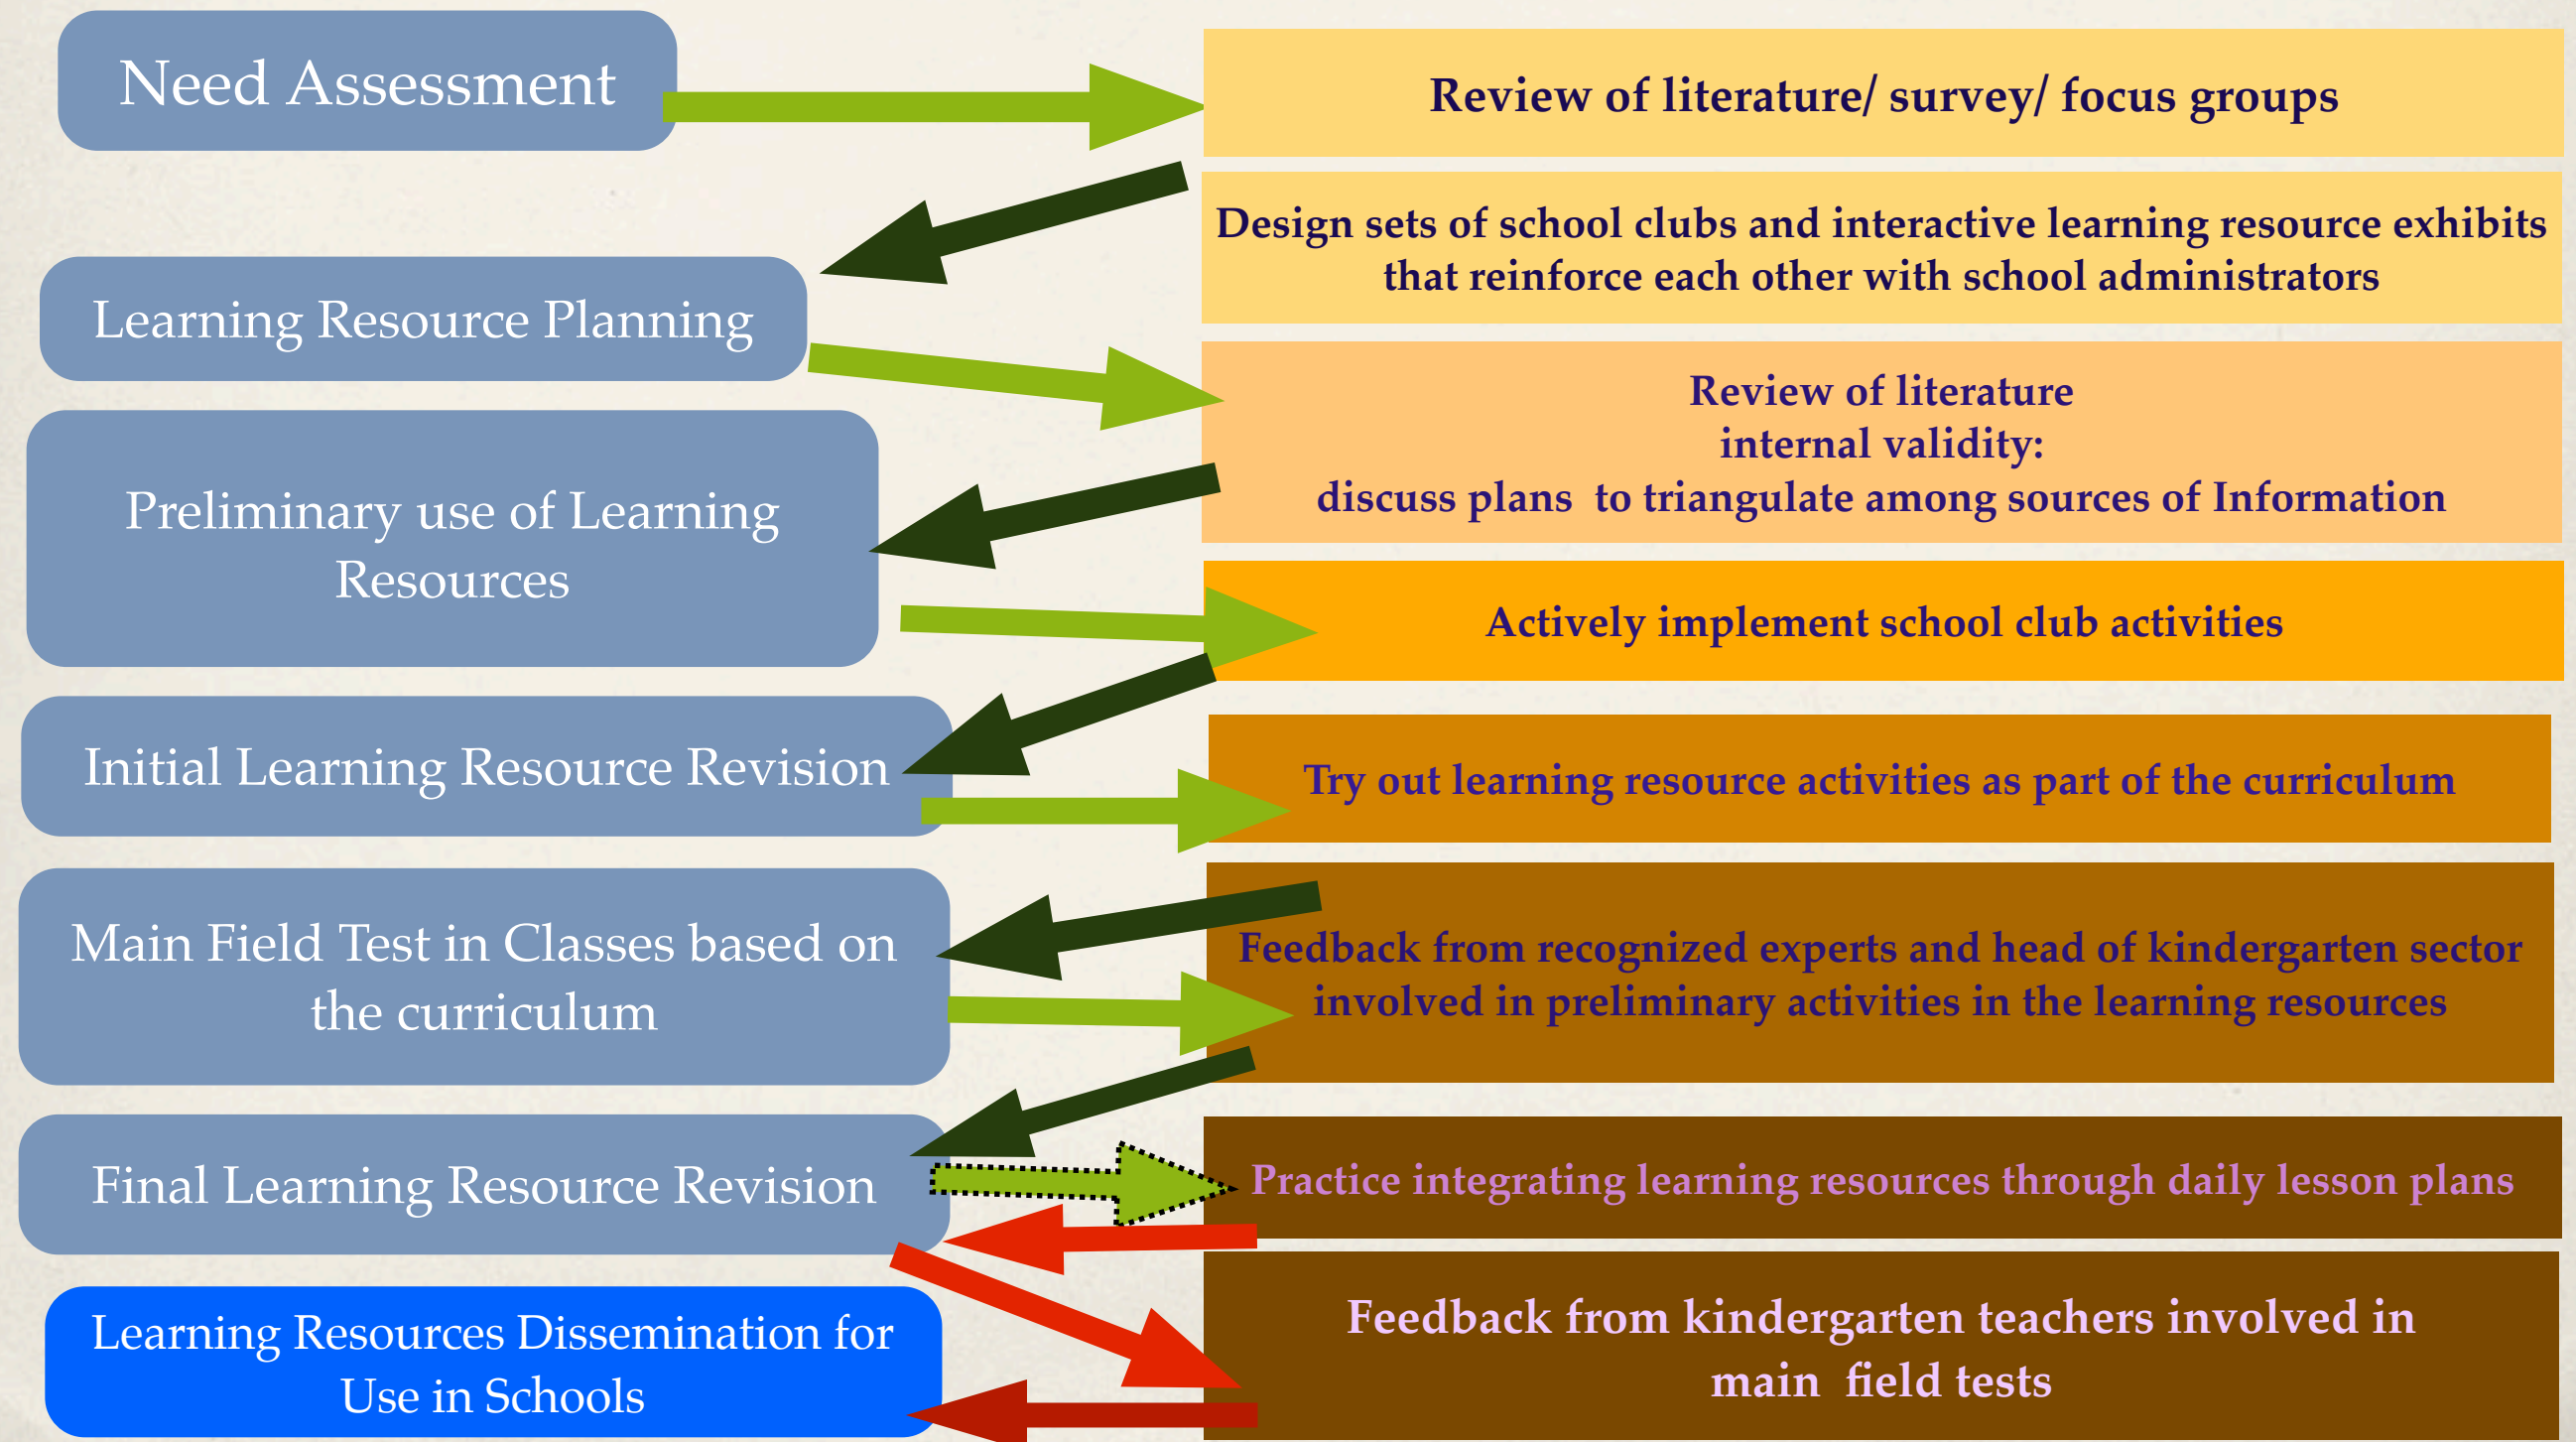 Need Assessment
Review of literature/ survey/ focus groups
Design sets of school clubs and interactive learning resource exhibits
that reinforce each other with school administrators
Learning Resource Planning
Review of literature
internal validity:
discuss plans  to triangulate among sources of Information
Preliminary use of Learning
Resources
Actively implement school club activities
Initial Learning Resource Revision
Try out learning resource activities as part of the curriculum
Main Field Test in Classes based on
the curriculum
Feedback from recognized experts and head of kindergarten sector
involved in preliminary activities in the learning resources
Final Learning Resource Revision
Practice integrating learning resources through daily lesson plans
Learning Resources Dissemination for
Use in Schools
Feedback from kindergarten teachers involved in
main  field tests